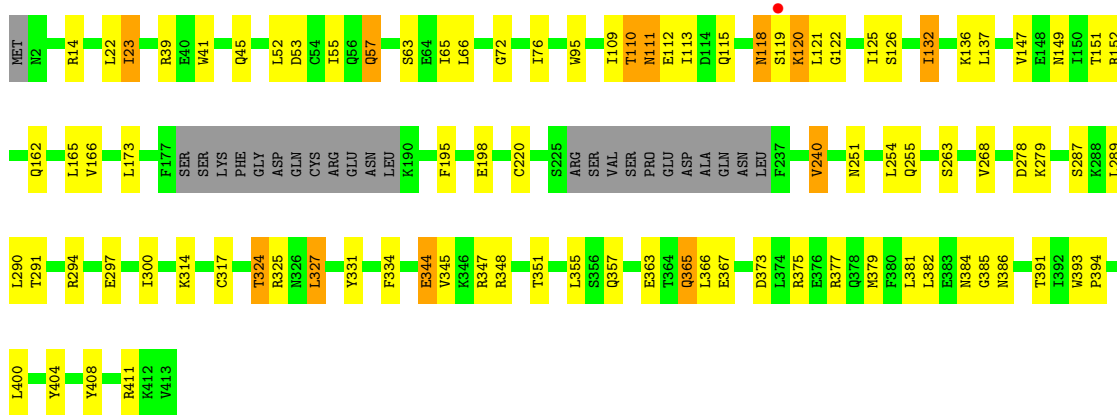 MET N2 R14 L22 I23 R39 E40 W41 Q45 L52 D53 C54 I55 Q56 Q57 S63 E64 I65 L66 G72 I76 W95 I109 T110 N111 E112 I113 D114 Q115 N118 S119 K120 L121 G122 I125 S126 I132 K136 L137 V147 E148 N149 I150 T151 R152
Q162 L165 V166 L173 F177 SER SER LYS PHE GLY ASP GLN CYS ARG GLU ASN LEU K190 F195 E198 C220 S225 ARG SER VAL SER PRO GLU ASP ALA GLN ASN LEU F237 V240 N251 L254 Q255 S263 V268 D278 K279 S287 K288 L289
L290 T291 R294 E297 I300 K314 C317 T324 R325 N326 L327 Y331 F334 E344 V345 K346 R347 R348 T351 L355 S356 Q357 E363 T364 Q365 L366 E367 D373 L374 R375 E376 R377 Q378 M379 F380 L381 L382 E383 N384 G385 N386 T391 I392 W393 P394
L400 Y404 Y408 R411 K412 V413